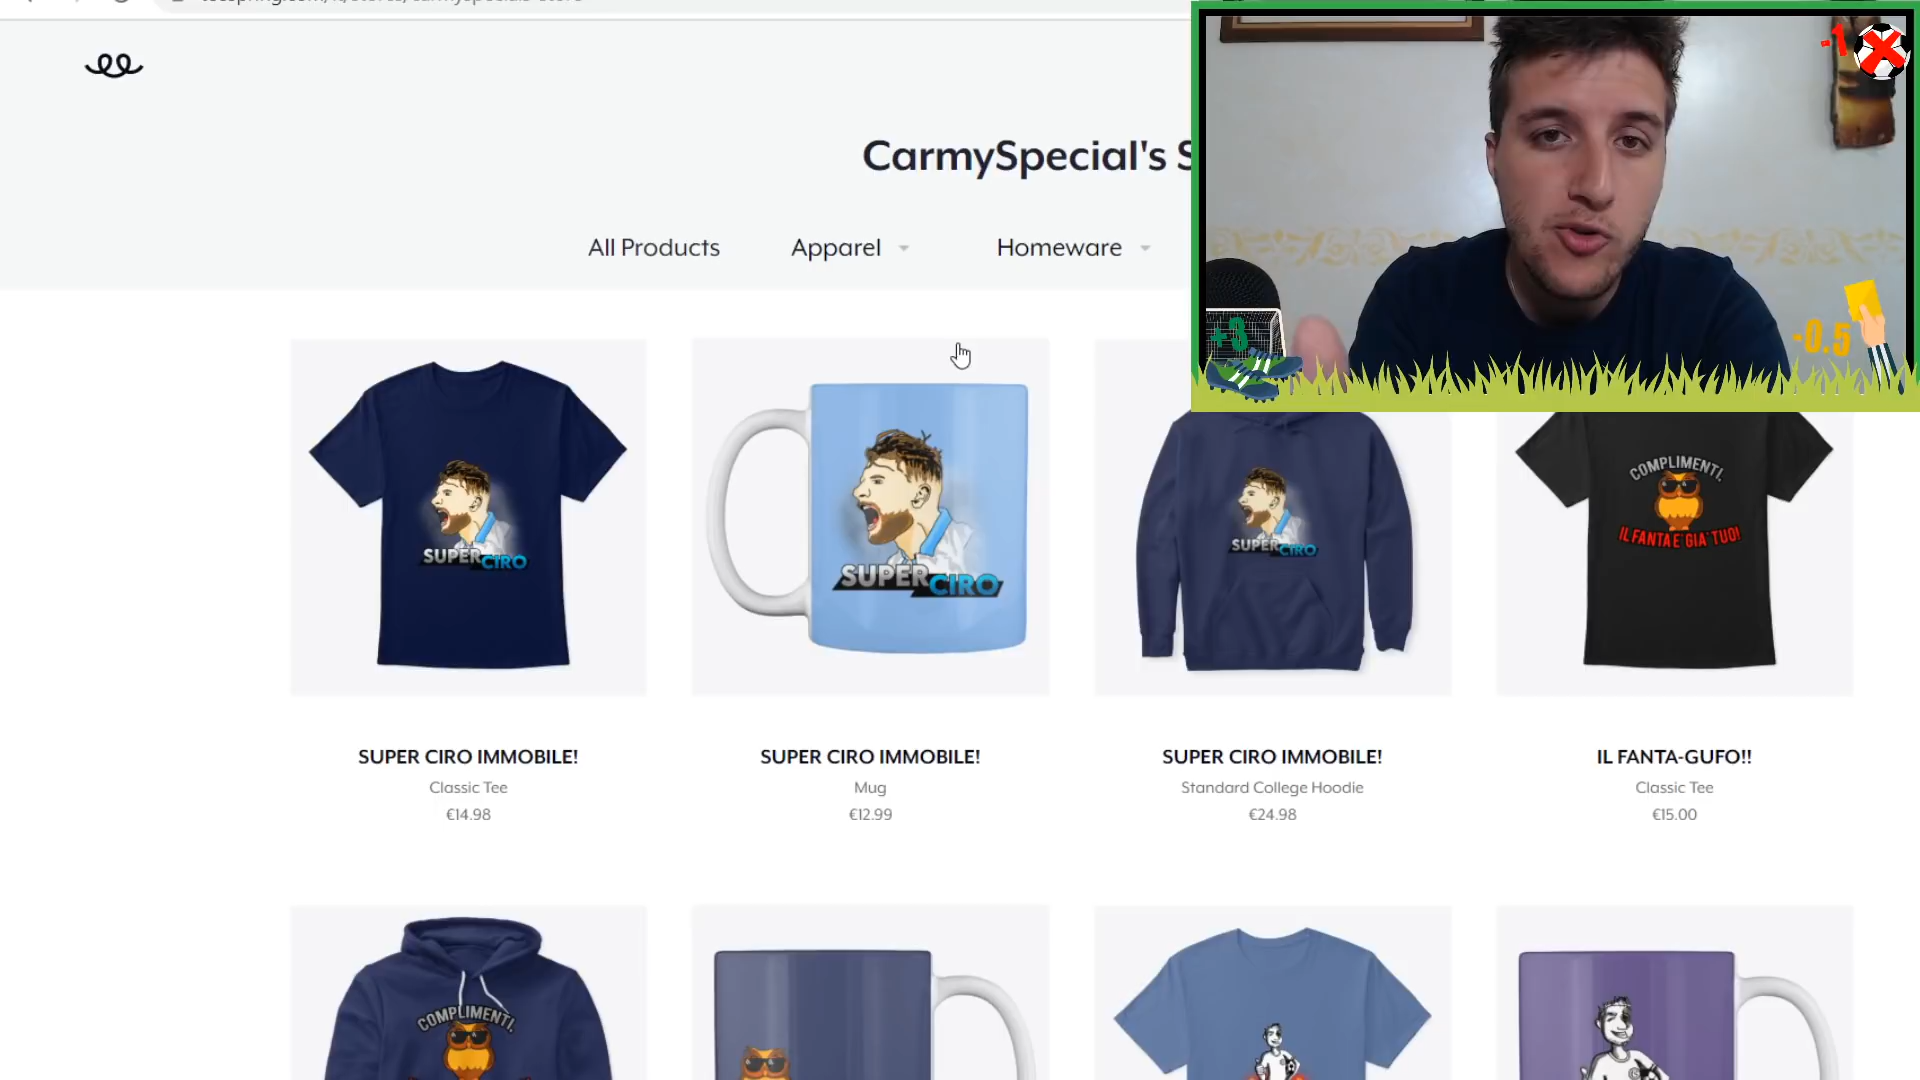 CarmySpecial's S
All Products
Apparel
Homeware
-1
+3
-0.5
SUPER CIRO
SUPER CIRO
SUPER CIRO
COMPLIMENTI,
IL FANTA E' GIA' TUO!
SUPER CIRO IMMOBILE!
Classic Tee
€14.98
SUPER CIRO IMMOBILE!
Mug
€12.99
SUPER CIRO IMMOBILE!
Standard College Hoodie
€24.98
IL FANTA-GUFO!!
Classic Tee
€15.00
COMPLIMENTI,